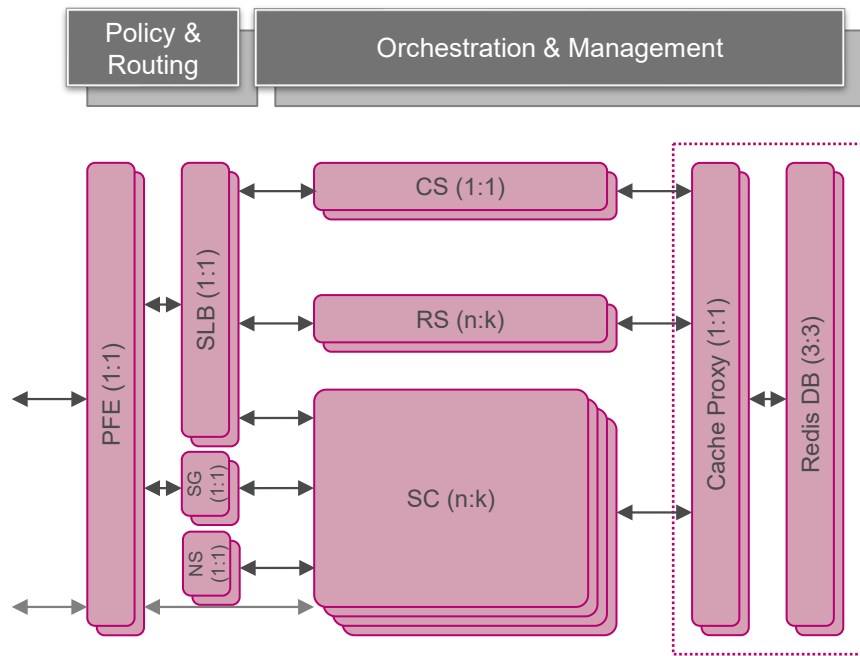 Policy &
Routing
Orchestration & Management
PFE (1:1)
SLB (1:1)
SG
(1:1)
NS
(1:1)
CS (1:1)
RS (n:k)
SC (n:k)
Cache Proxy (1:1)
Redis DB (3:3)